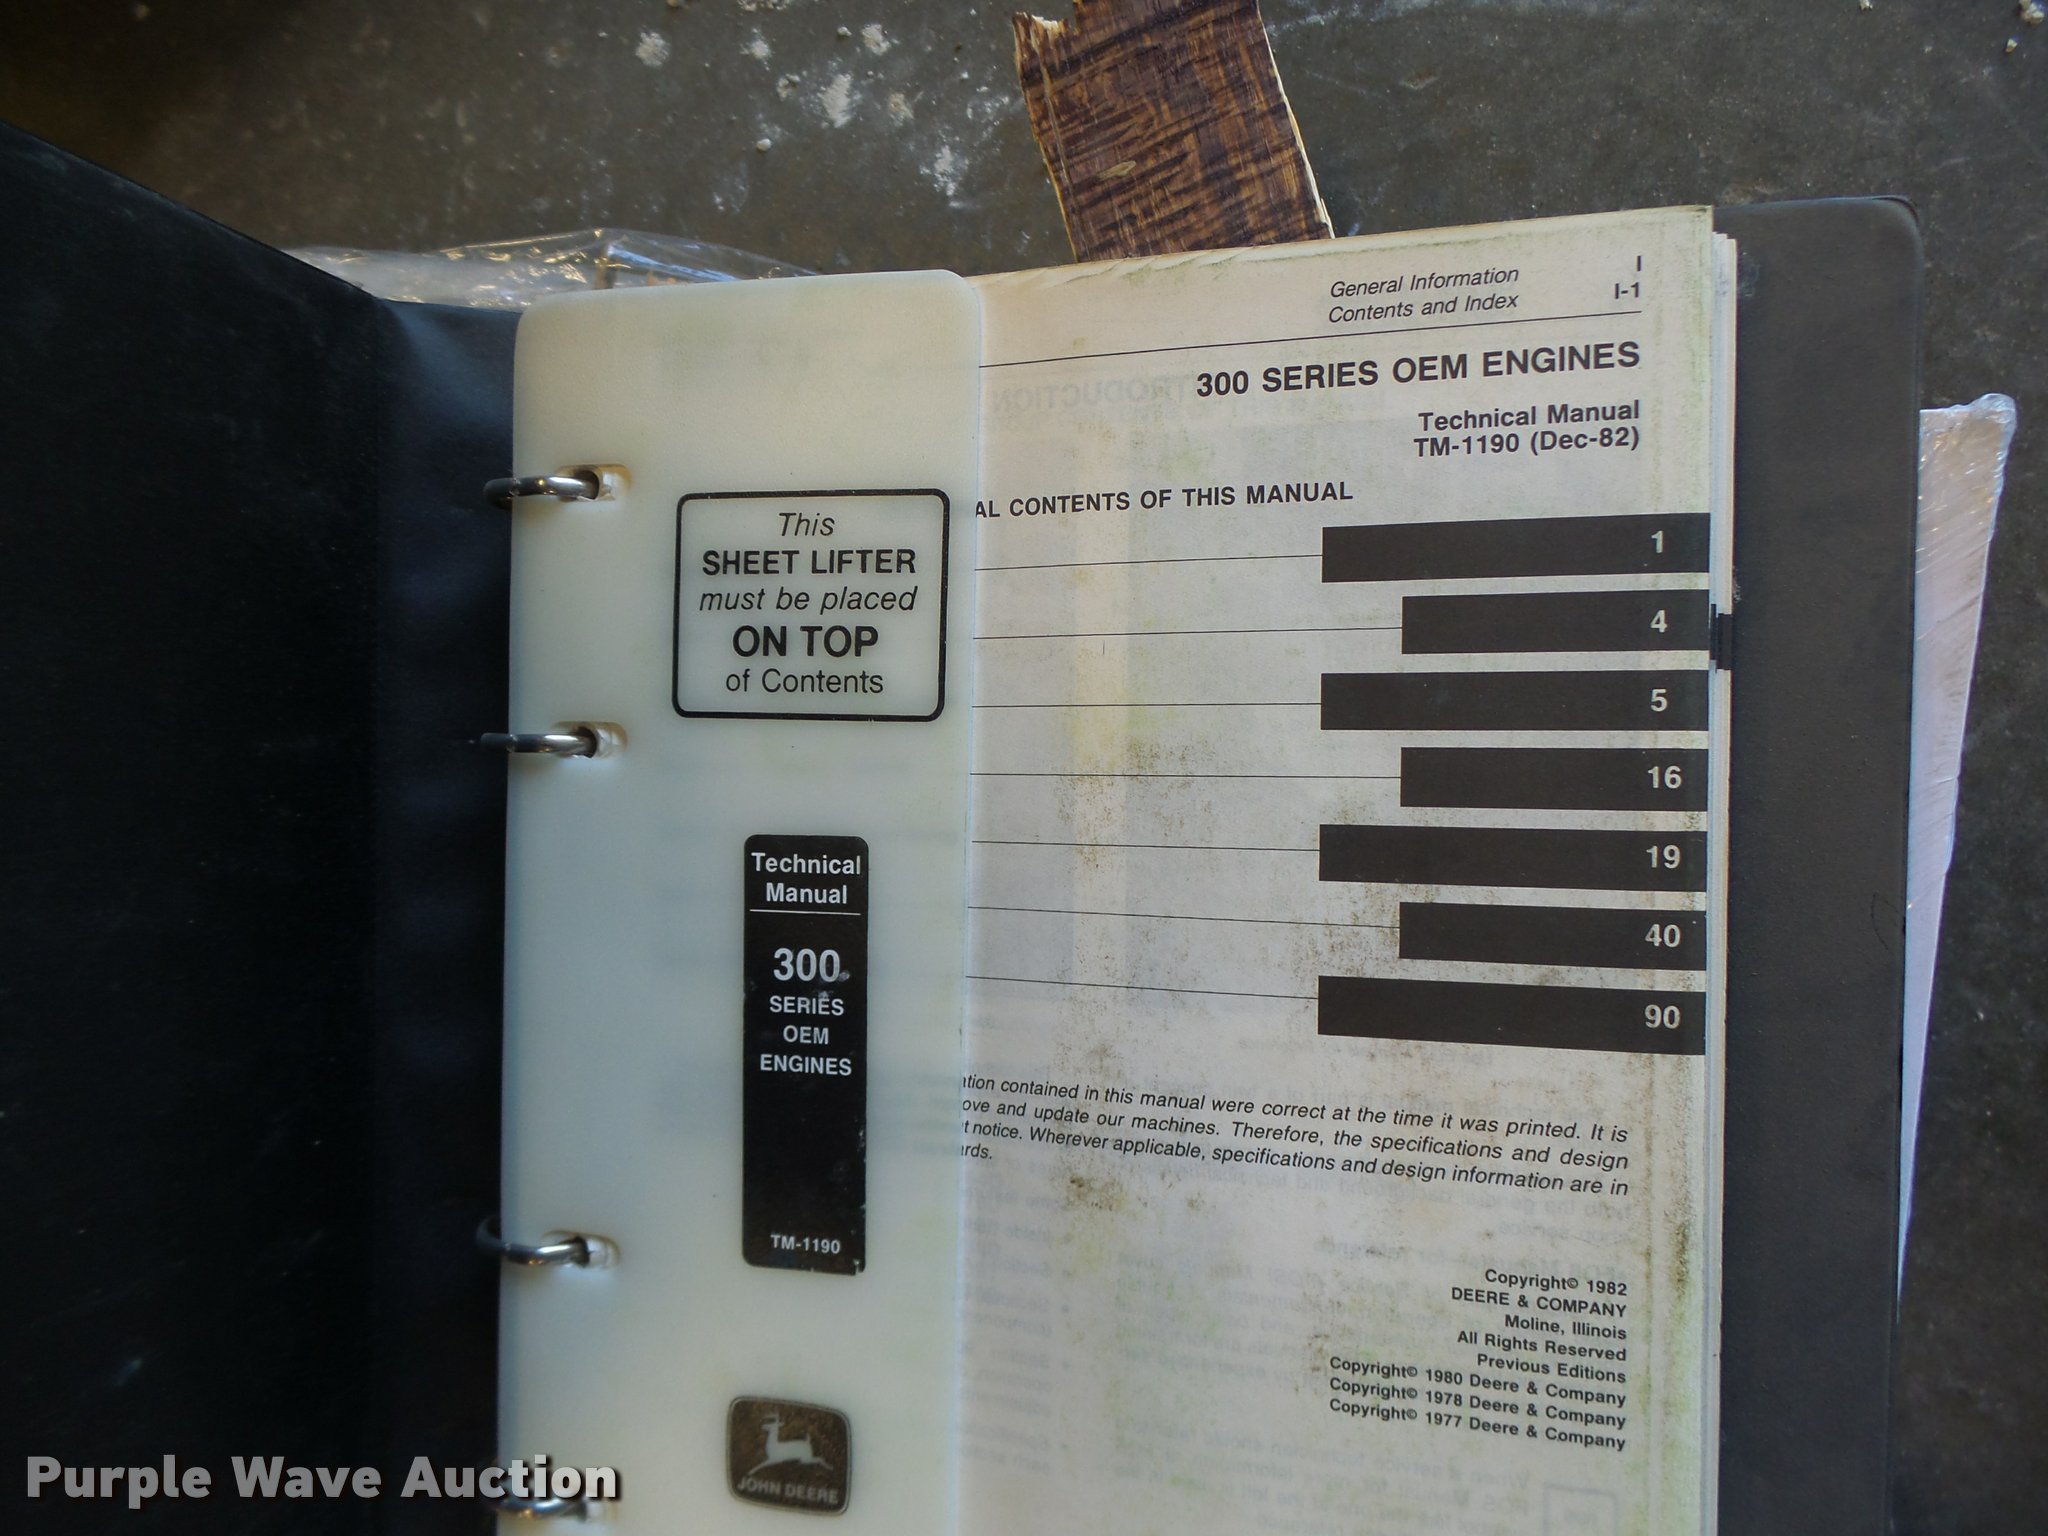 This
SHEET LIFTER
must be placed
ON TOP
of Contents
Technical
Manual
300
SERIES
OEM
ENGINES
TM-1190
JOHN DEERE
General Information I
Contents and Index I-1
300 SERIES OEM ENGINES
Technical Manual
TM-1190 (Dec-82)
CONTENTS OF THIS MANUAL
1
4
5
16
19
40
90
contained in this manual were correct at the time it was printed. It is
and update our machines. Therefore, the specifications and design
notice. Wherever applicable, specifications and design information are in
Copyright© 1982
DEERE & COMPANY
Moline, Illinois
All Rights Reserved
Previous Editions
Copyright© 1980 Deere & Company
Copyright© 1978 Deere & Company
Copyright© 1977 Deere & Company
Purple Wave Auction